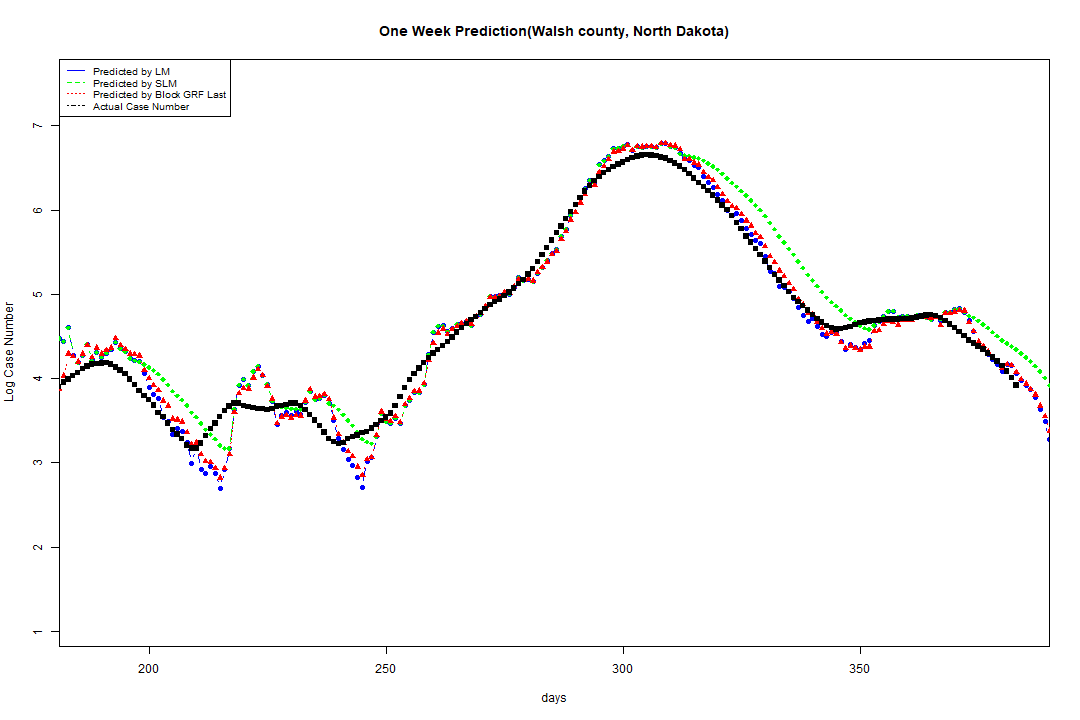 One Week Prediction(Walsh county, North Dakota)
Predicted by LM
Predicted by SLM
Predicted by Block GRF Last
Actual Case Number
7
6
5
4
3
2
1
Log Case Number
200 250 300 350
days